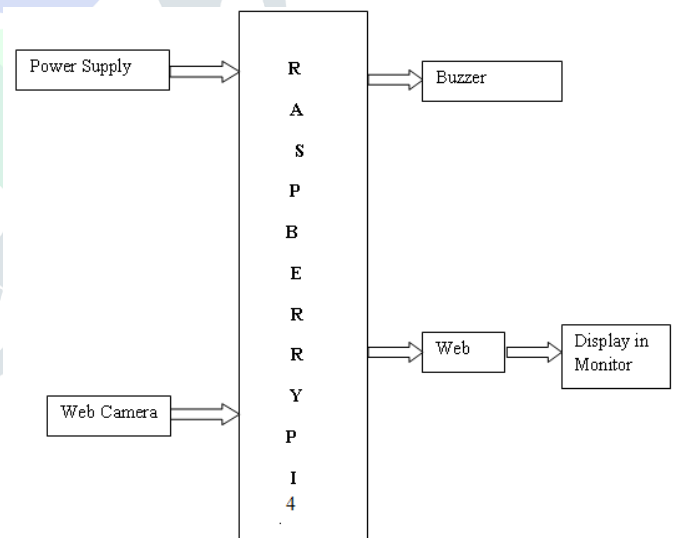 Power Supply
R
A
S
P
B
E
R
R
Y
P
I
4
Buzzer
Web
Display in
Monitor
Web Camera